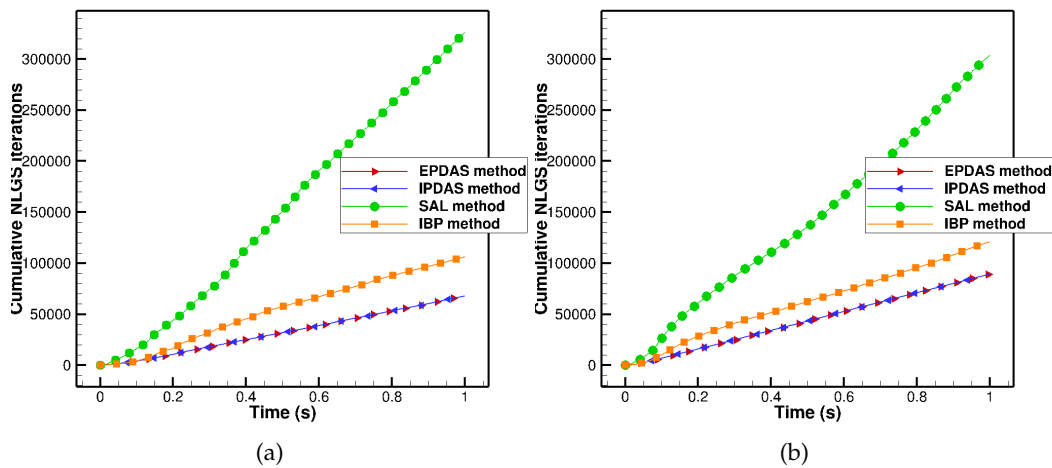 300000
250000
200000
150000
100000
50000
0
Cumulative NLGS iterations
EPDAS method
IPDAS method
SAL method
IBP method
0 0.2 0.4 0.6 0.8 1
Time (s)
(a)
300000
250000
200000
150000
100000
50000
0
Cumulative NLGS iterations
EPDAS method
IPDAS method
SAL method
IBP method
0 0.2 0.4 0.6 0.8 1
Time (s)
(b)